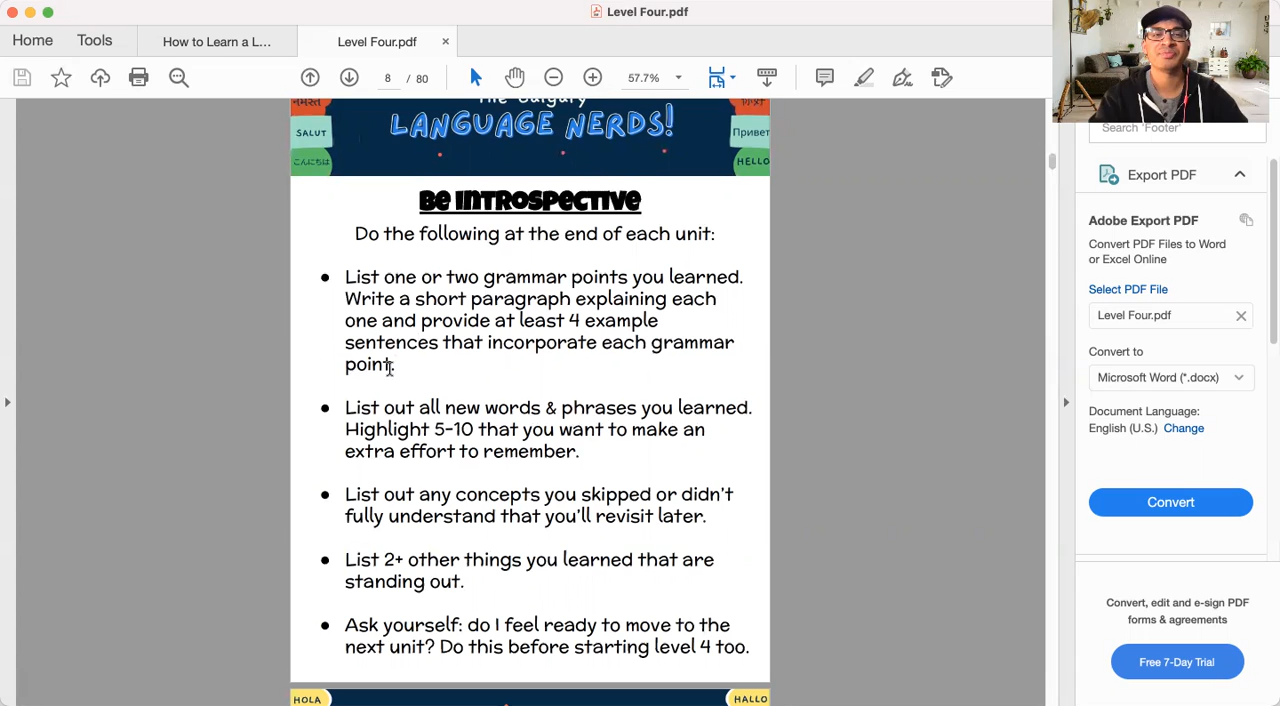 Level Four.pdf
Home
Tools
How to Learn a L...
Level Four.pdf
8 / 80
57.7%
Search 'Footer'
Export PDF
Adobe Export PDF
Convert PDF Files to Word
or Excel Online
Select PDF File
Level Four.pdf
Convert to
Microsoft Word (*.docx)
Document Language:
English (U.S.) Change
Convert
Convert, edit and e-sign PDF
forms & agreements
Free 7-Day Trial
The Calgary
LANGUAGE NERDS!
नमस्ते
SALUT
こんにちは
Привет
HELLO
Be Introspective
Do the following at the end of each unit:
● List one or two grammar points you learned.
Write a short paragraph explaining each
one and provide at least 4 example
sentences that incorporate each grammar
point.
● List out all new words & phrases you learned.
Highlight 5-10 that you want to make an
extra effort to remember.
● List out any concepts you skipped or didn't
fully understand that you'll revisit later.
● List 2+ other things you learned that are
standing out.
● Ask yourself: do I feel ready to move to the
next unit? Do this before starting level 4 too.
HOLA
HALLO